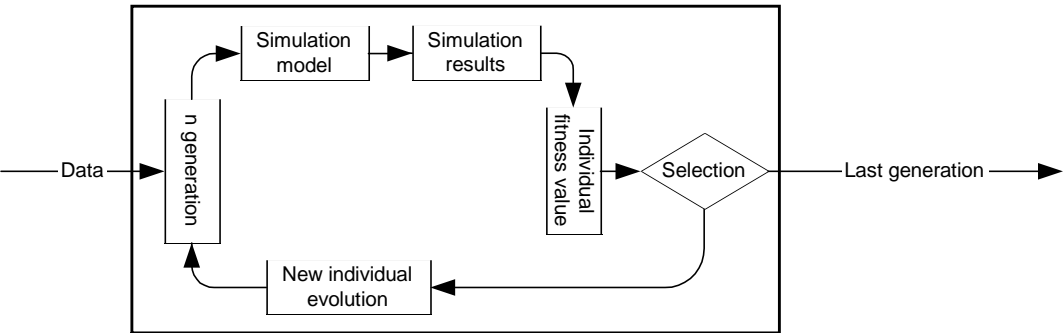 Simulation
model
Simulation
results
Data
n generation
Individual
fitness value
Selection
Last generation
New individual
evolution